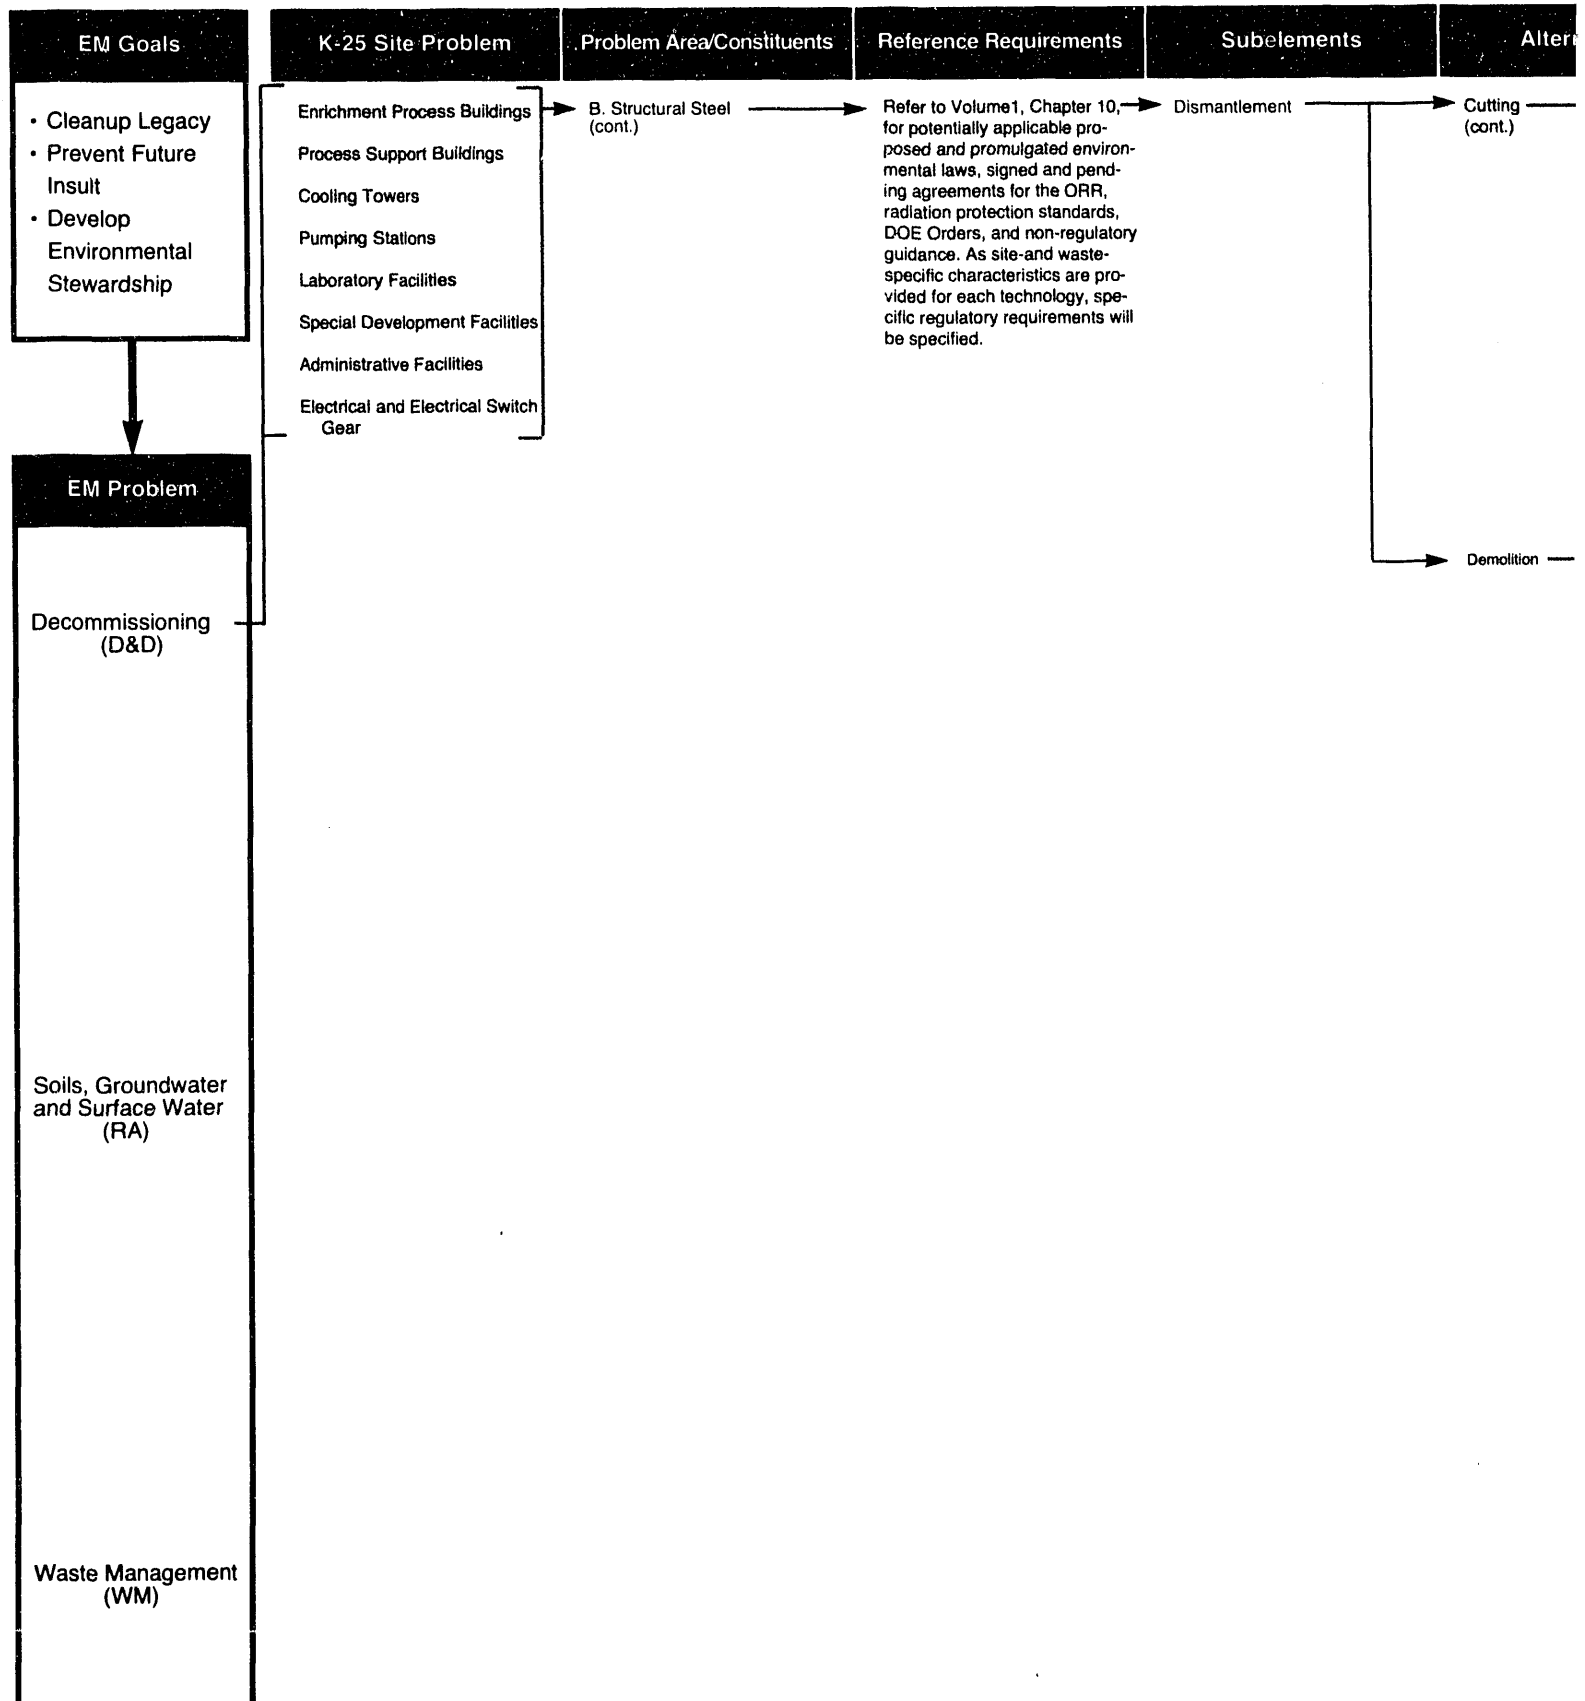 EM Goals
• Cleanup Legacy
• Prevent Future
Insult
• Develop
Environmental
Stewardship
EM Problem
Decommissioning
(D&D)
Soils, Groundwater
and Surface Water
(RA)
Waste Management
(WM)
K-25 Site Problem
Enrichment Process Buildings
Process Support Buildings
Cooling Towers
Pumping Stations
Laboratory Facilities
Special Development Facilities
Administrative Facilities
Electrical and Electrical Switch
Gear
Problem Area/Constituents
B. Structural Steel
(cont.)
Reference Requirements
Refer to Volume1, Chapter 10,
for potentially applicable pro-
posed and promulgated environ-
mental laws, signed and pend-
ing agreements for the ORR,
radiation protection standards,
DOE Orders, and non-regulatory
guidance. As site-and waste-
specific characteristics are pro-
vided for each technology, spe-
cific regulatory requirements will
be specified.
Subelements
Dismantlement
Alter
Cutting
(cont.)
Demolition